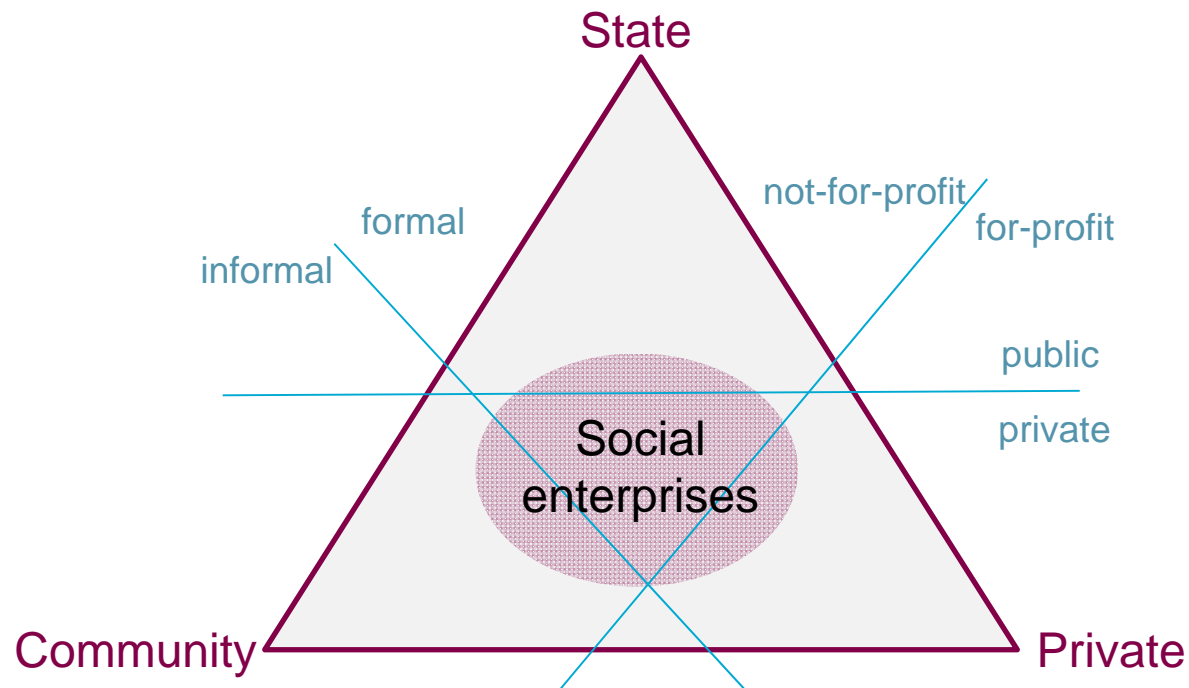 State
not-for-profit
formal
for-profit
informal
public
private
Social
enterprises
Community
Private